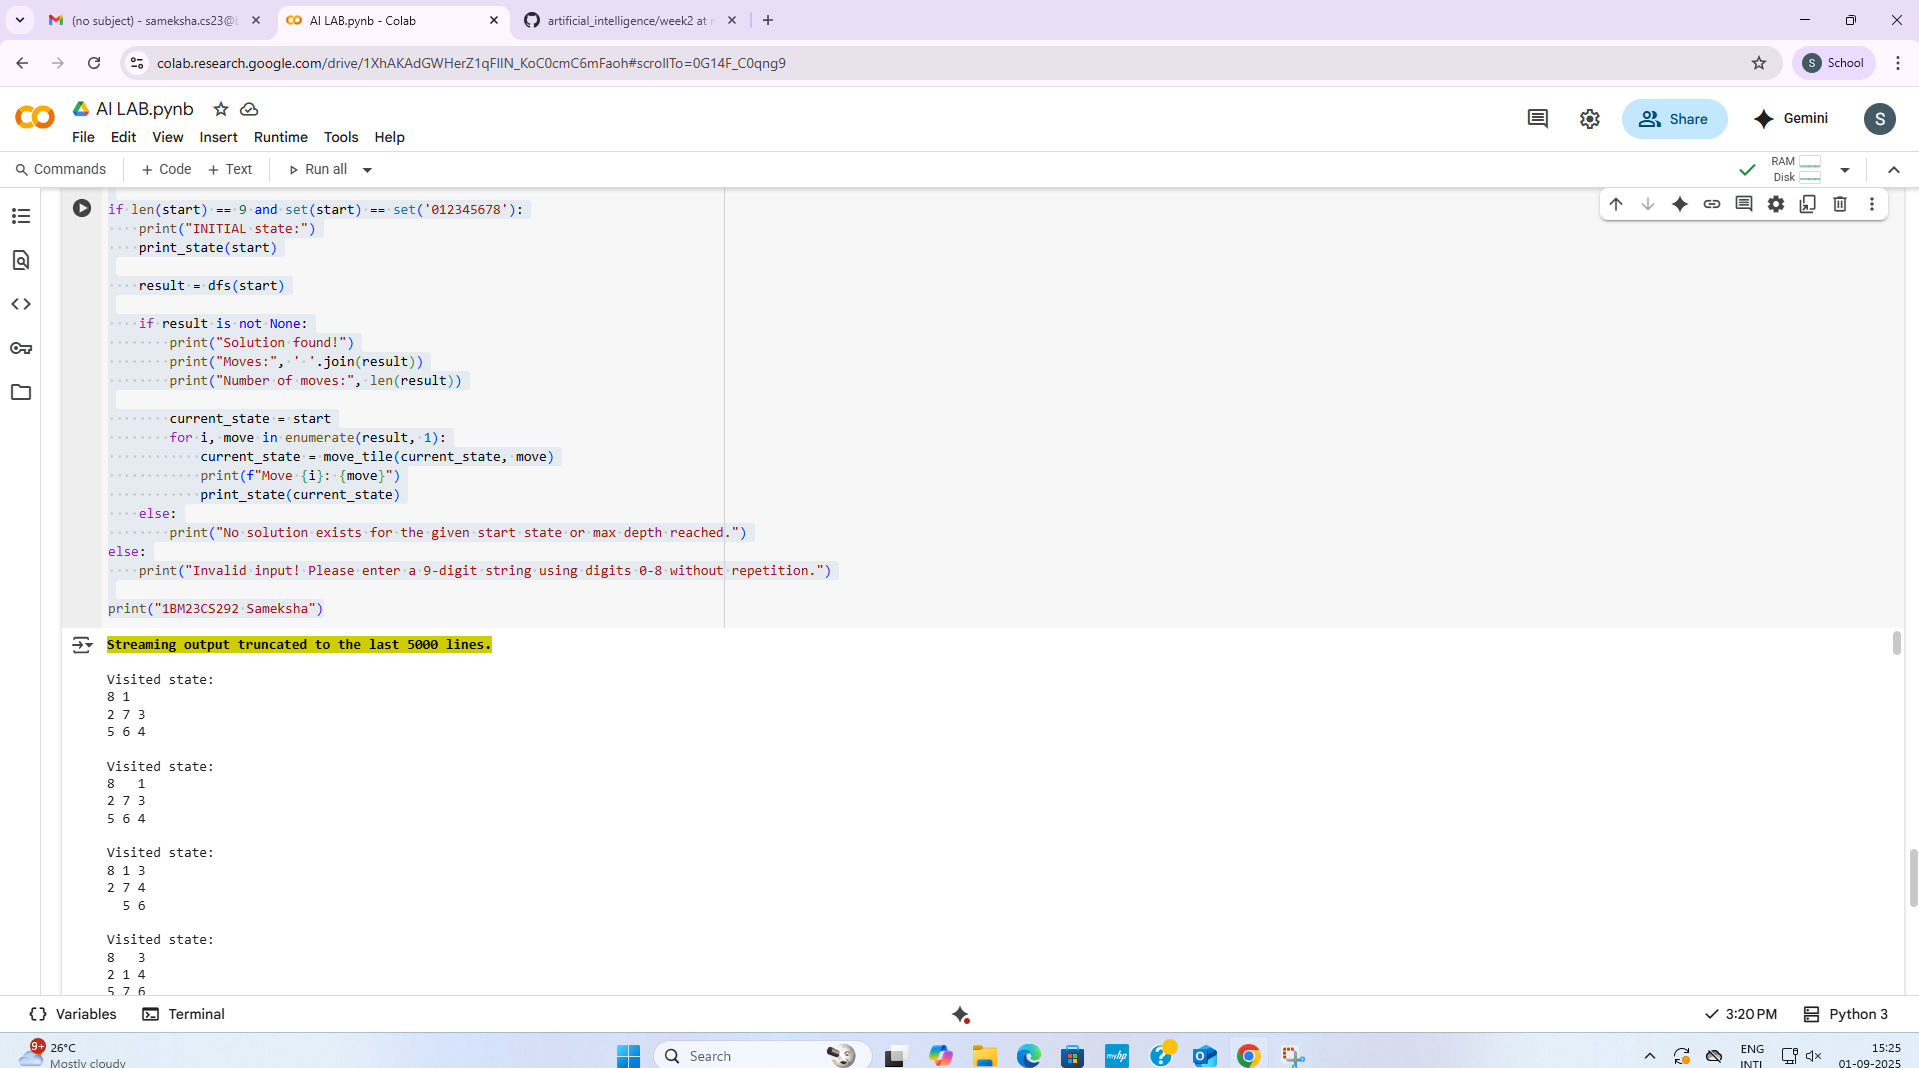 (no subject) - sameksha.cs23@
AI LAB.pynb - Colab
artificial_intelligence/week2 at
colab.research.google.com/drive/1XhAKAdGWHerZ1qFIIN_KoC0cmC6mFaoh#scrollTo=0G14F_C0qng9
S School
CO AI LAB.pynb
File Edit View Insert Runtime Tools Help
Share
Gemini
S
Commands + Code + Text Run all
RAM
Disk
if len(start) == 9 and set(start) == set('012345678'):
    print("INITIAL state:")
    print_state(start)
    result = dfs(start)
    if result is not None:
        print("Solution found!")
        print("Moves:", ' '.join(result))
        print("Number of moves:", len(result))
        current_state = start
        for i, move in enumerate(result, 1):
            current_state = move_tile(current_state, move)
            print(f"Move {i}: {move}")
            print_state(current_state)
    else:
        print("No solution exists for the given start state or max depth reached.")
else:
    print("Invalid input! Please enter a 9-digit string using digits 0-8 without repetition.")
print("1BM23CS292 Sameksha")
Streaming output truncated to the last 5000 lines.
Visited state:
8 1
2 7 3
5 6 4
Visited state:
8   1
2 7 3
5 6 4
Visited state:
8 1 3
2 7 4
  5 6
Visited state:
8   3
2 1 4
5 7 6
Variables Terminal
3:20 PM Python 3
9+ 26°C
Mostly cloudy
Search
myhp
ENG
INTL
15:25
01-09-2025